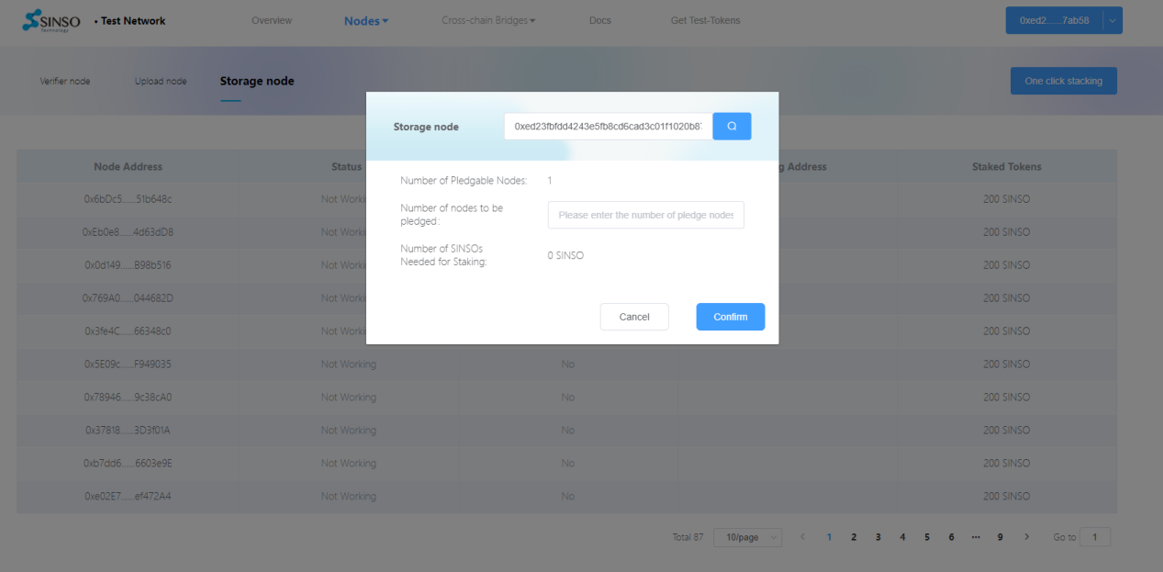 SINSO
Technology
• Test Network
Overview
Nodes
Cross-chain Bridges
Docs
Get Test-Tokens
0xed2......7ab58
Verifier node
Upload node
Storage node
One click stacking
Storage node
0xed23fbfdd4243e5fb8cd6cad3c01f1020b87
Number of Pledgable Nodes:
1
Number of nodes to be
pledged:
Please enter the number of pledge nodes
Number of SINSOs
Needed for Staking:
0 SINSO
Cancel
Confirm
Node Address
Status
g Address
Staked Tokens
0x6bDc5......51b648c
Not Worki
200 SINSO
0xEb0e8......4d63dD8
Not Worki
200 SINSO
0x0d149......B98b516
Not Worki
200 SINSO
0x769A0......044682D
Not Worki
200 SINSO
0x3fe4C......66348c0
Not Worki
200 SINSO
0x5E09c......F949035
Not Working
No
200 SINSO
0x78946......9c38cA0
Not Working
No
200 SINSO
0x37818......3D3f01A
Not Working
No
200 SINSO
0xb7dd6......6603e9E
Not Working
No
200 SINSO
0xe02E7......ef472A4
Not Working
No
200 SINSO
Total 87
10/page
< 1 2 3 4 5 6 ... 9 >
Go to 1